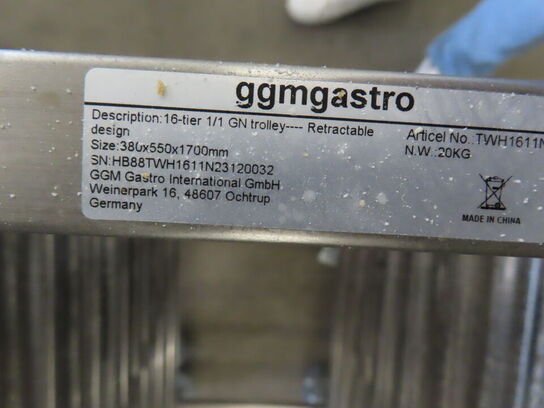 ggmgastro
Description:16-tier 1/1 GN trolley---- Retractable
design
Size:380x550x1700mm
SN:HB88TWH1611N23120032
GGM Gastro International GmbH
Weinerpark 16, 48607 Ochtrup
Germany
Articel No.:TWH1611N
N.W.:20KG
MADE IN CHINA